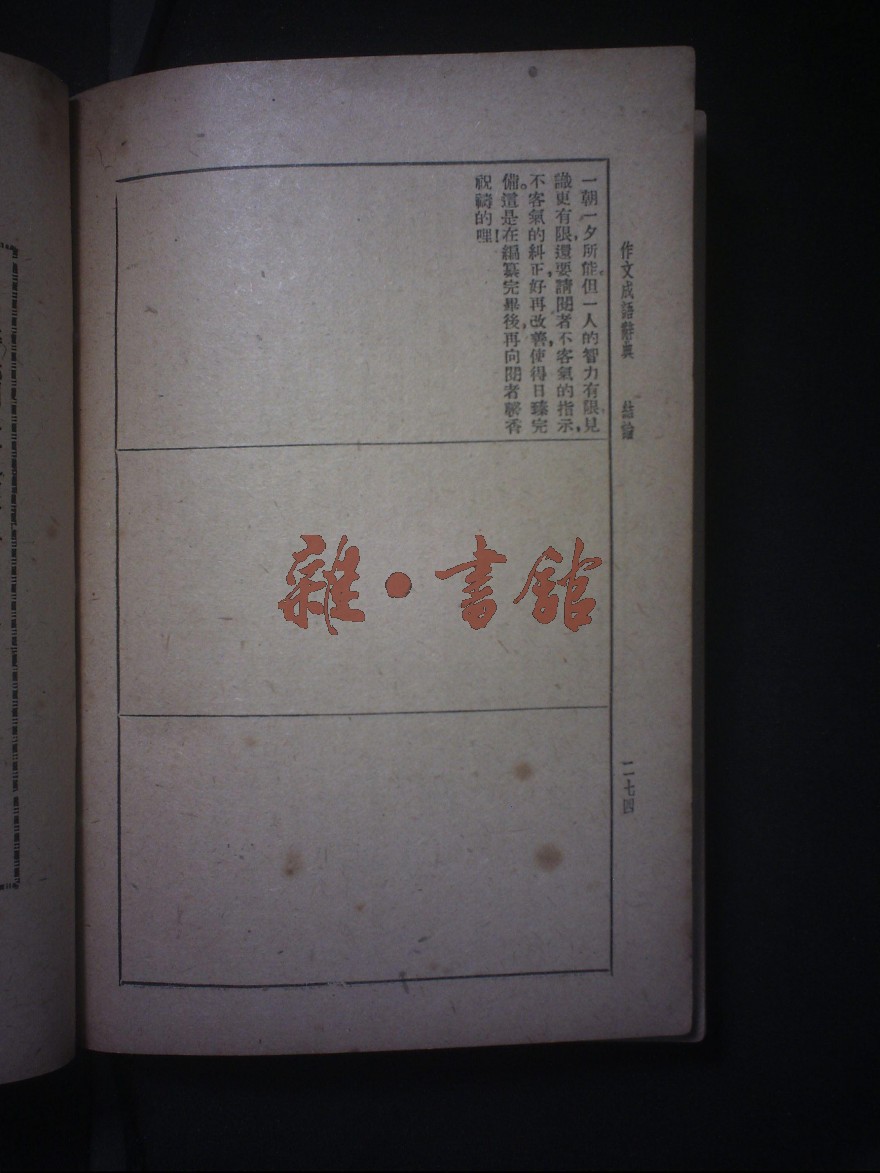 作文成語辭典 結論 二七四
一朝一夕所能。但一人的智力有限，見
識更有限，還要請閱者不客氣的指示，
不客氣的糾正，好再改善，使得日臻完
備。這是在編纂完畢後，再向閱者馨香
祝禱的哩！
雜·書館